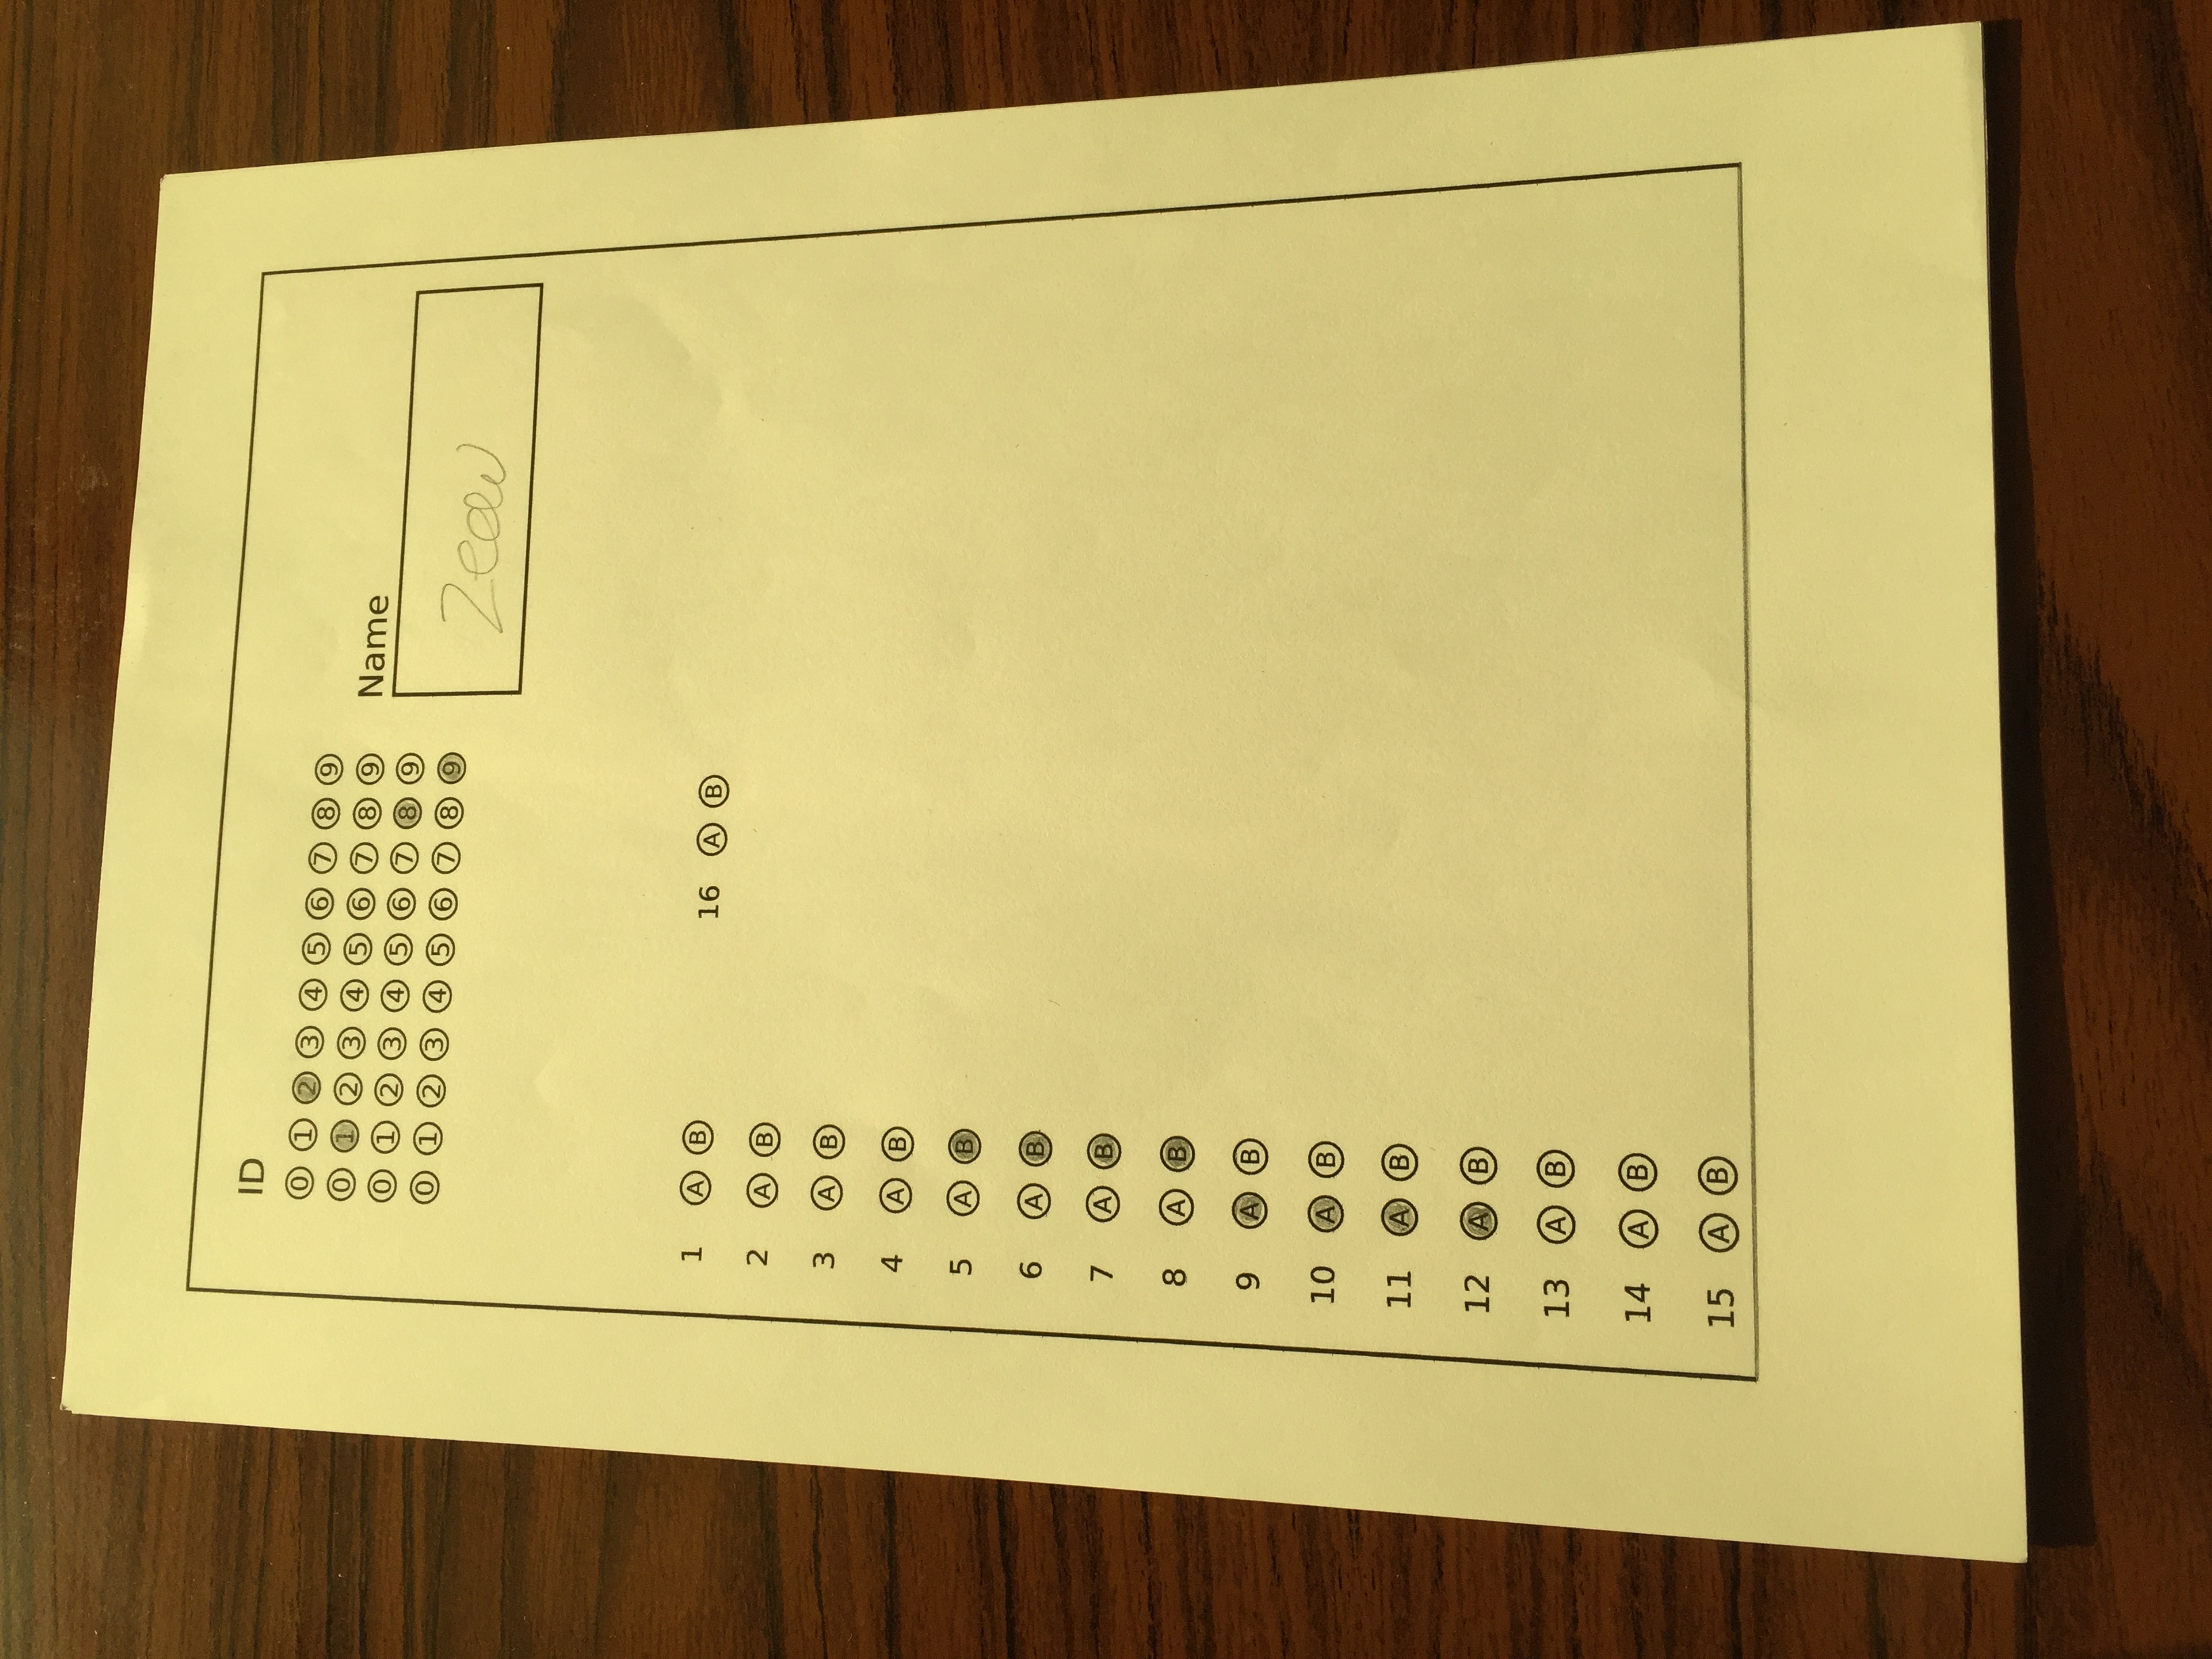 ID
0 1 2 3 4 5 6 7 8 9
0 1 2 3 4 5 6 7 8 9
0 1 2 3 4 5 6 7 8 9
0 1 2 3 4 5 6 7 8 9
Name
1 A B
2 A B
3 A B
4 A B
5 A B
6 A B
7 A B
8 A B
9 A B
10 A B
11 A B
12 A B
13 A B
14 A B
15 A B
16 A B